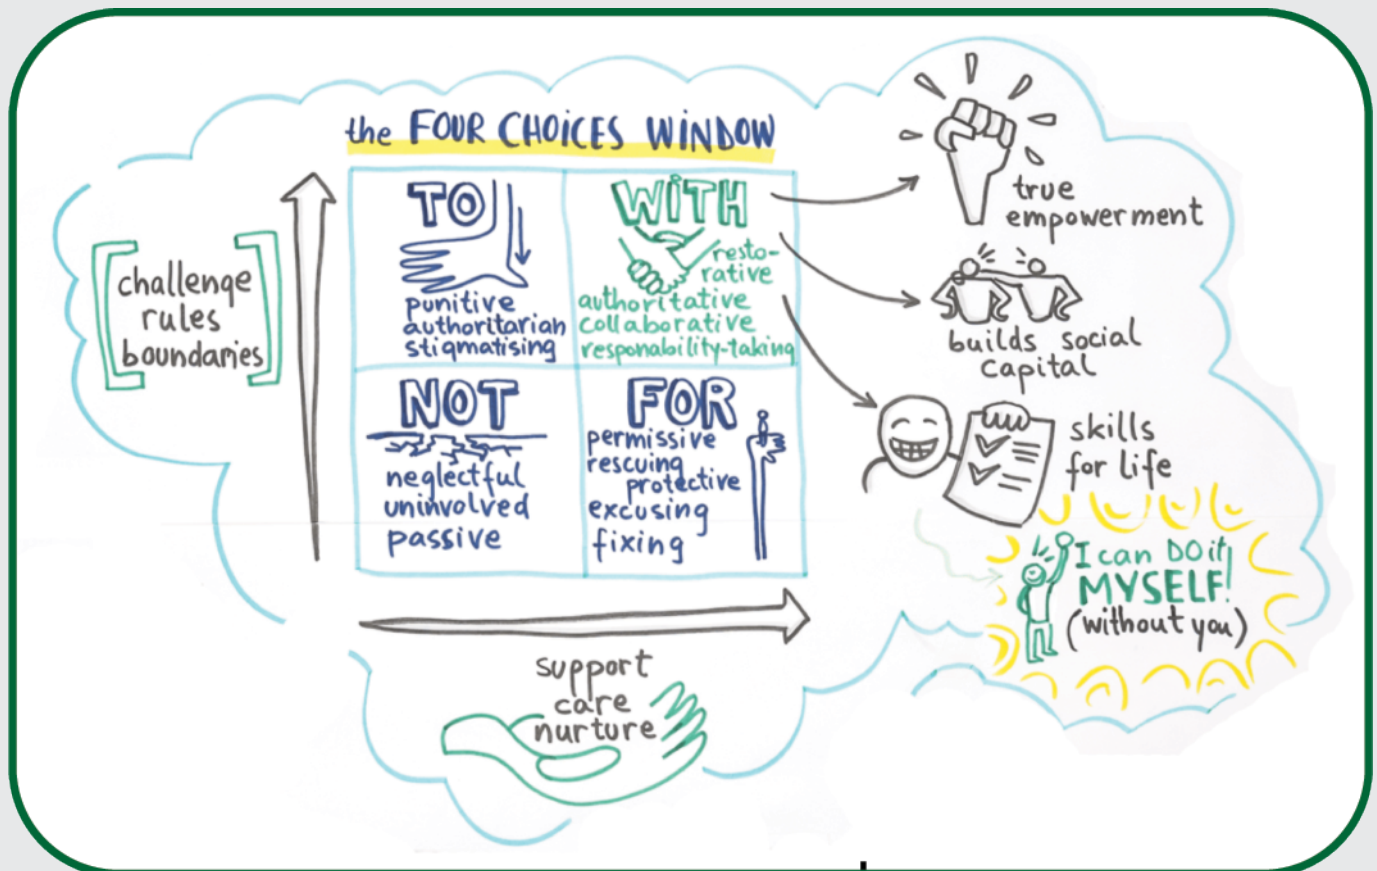 the FOUR CHOICES WINDOW
challenge
rules
boundaries
TO
punitive
authoritarian
stigmatising
WITH
resto-
rative
authoritative
collaborative
responability-taking
NOT
neglectful
uninvolved
passive
FOR
permissive
rescuing
protective
excusing
fixing
support
care
nurture
true
empowerment
builds social
capital
skills
for life
I can DO it
MYSELF!
(without you)